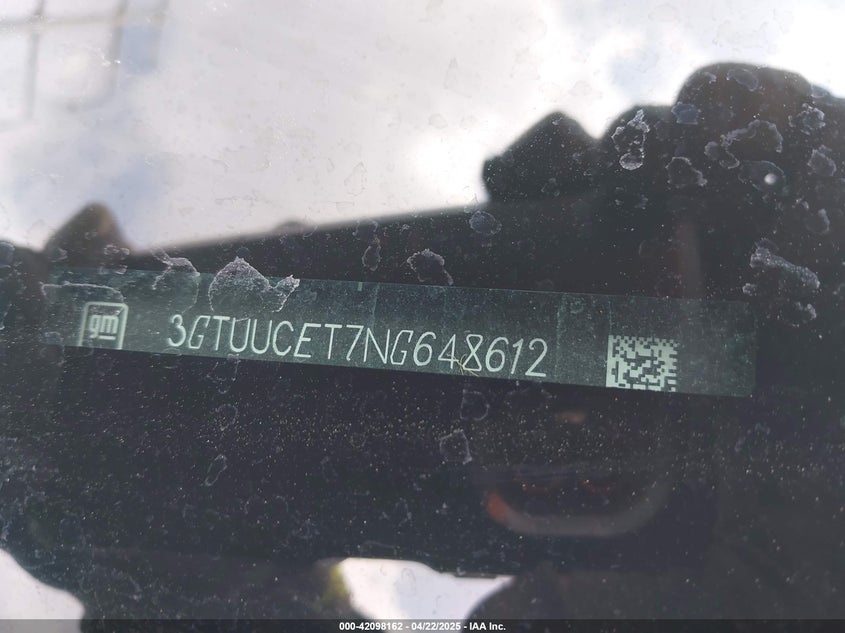 gm 3GTUUCET7NG648612
000-42098162 - 04/22/2025 - IAA Inc.